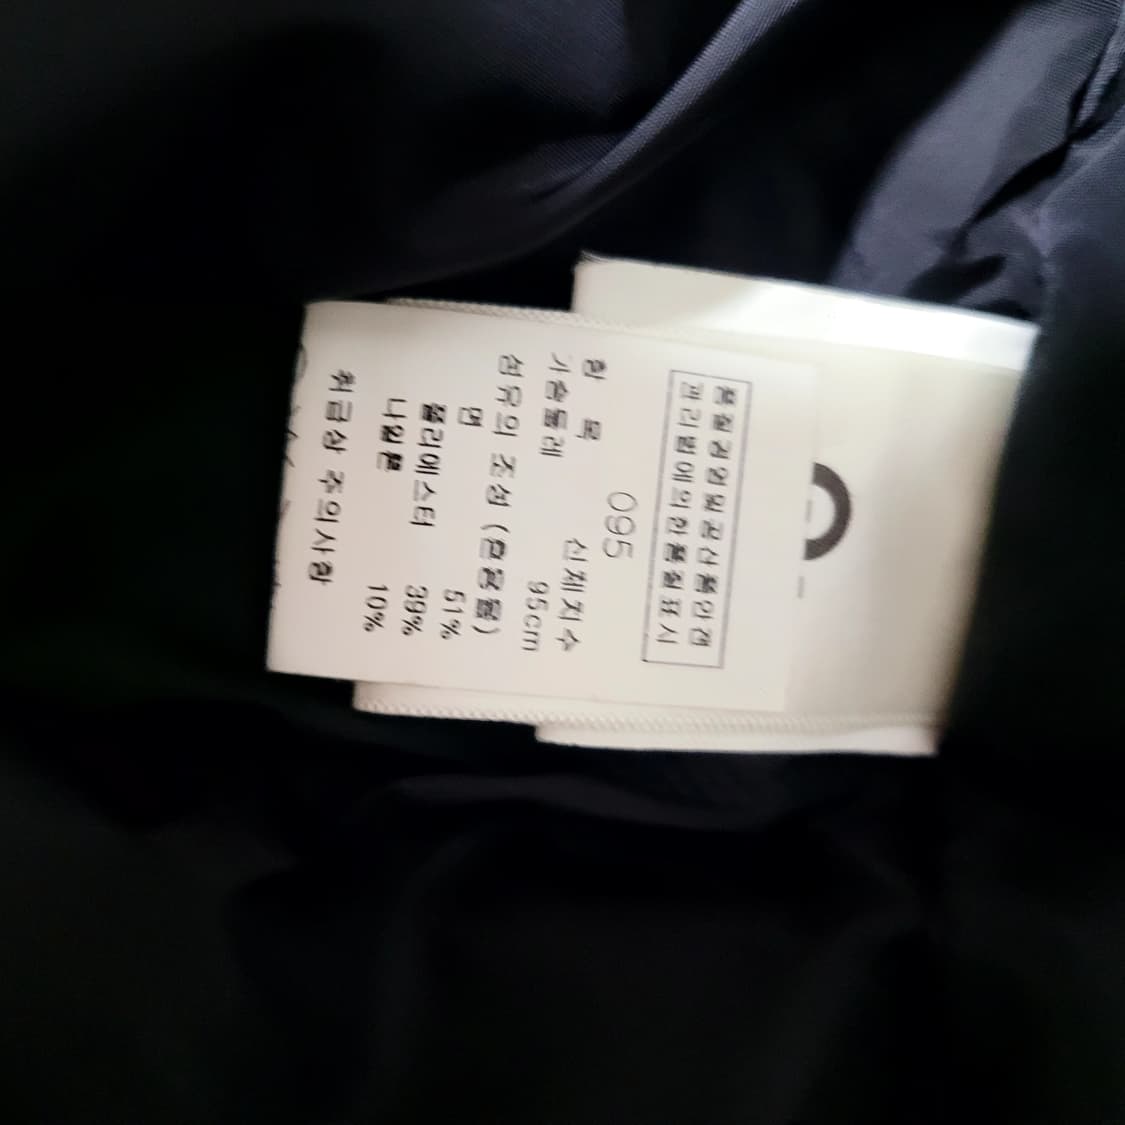 품질경영및공산품안전
관리법에의한품질표시
095
항 목 신체치수
가슴둘레 95cm
섬유의 조성 (혼용율)
면 51%
폴리에스터 39%
나일론 10%
취급상 주의사항